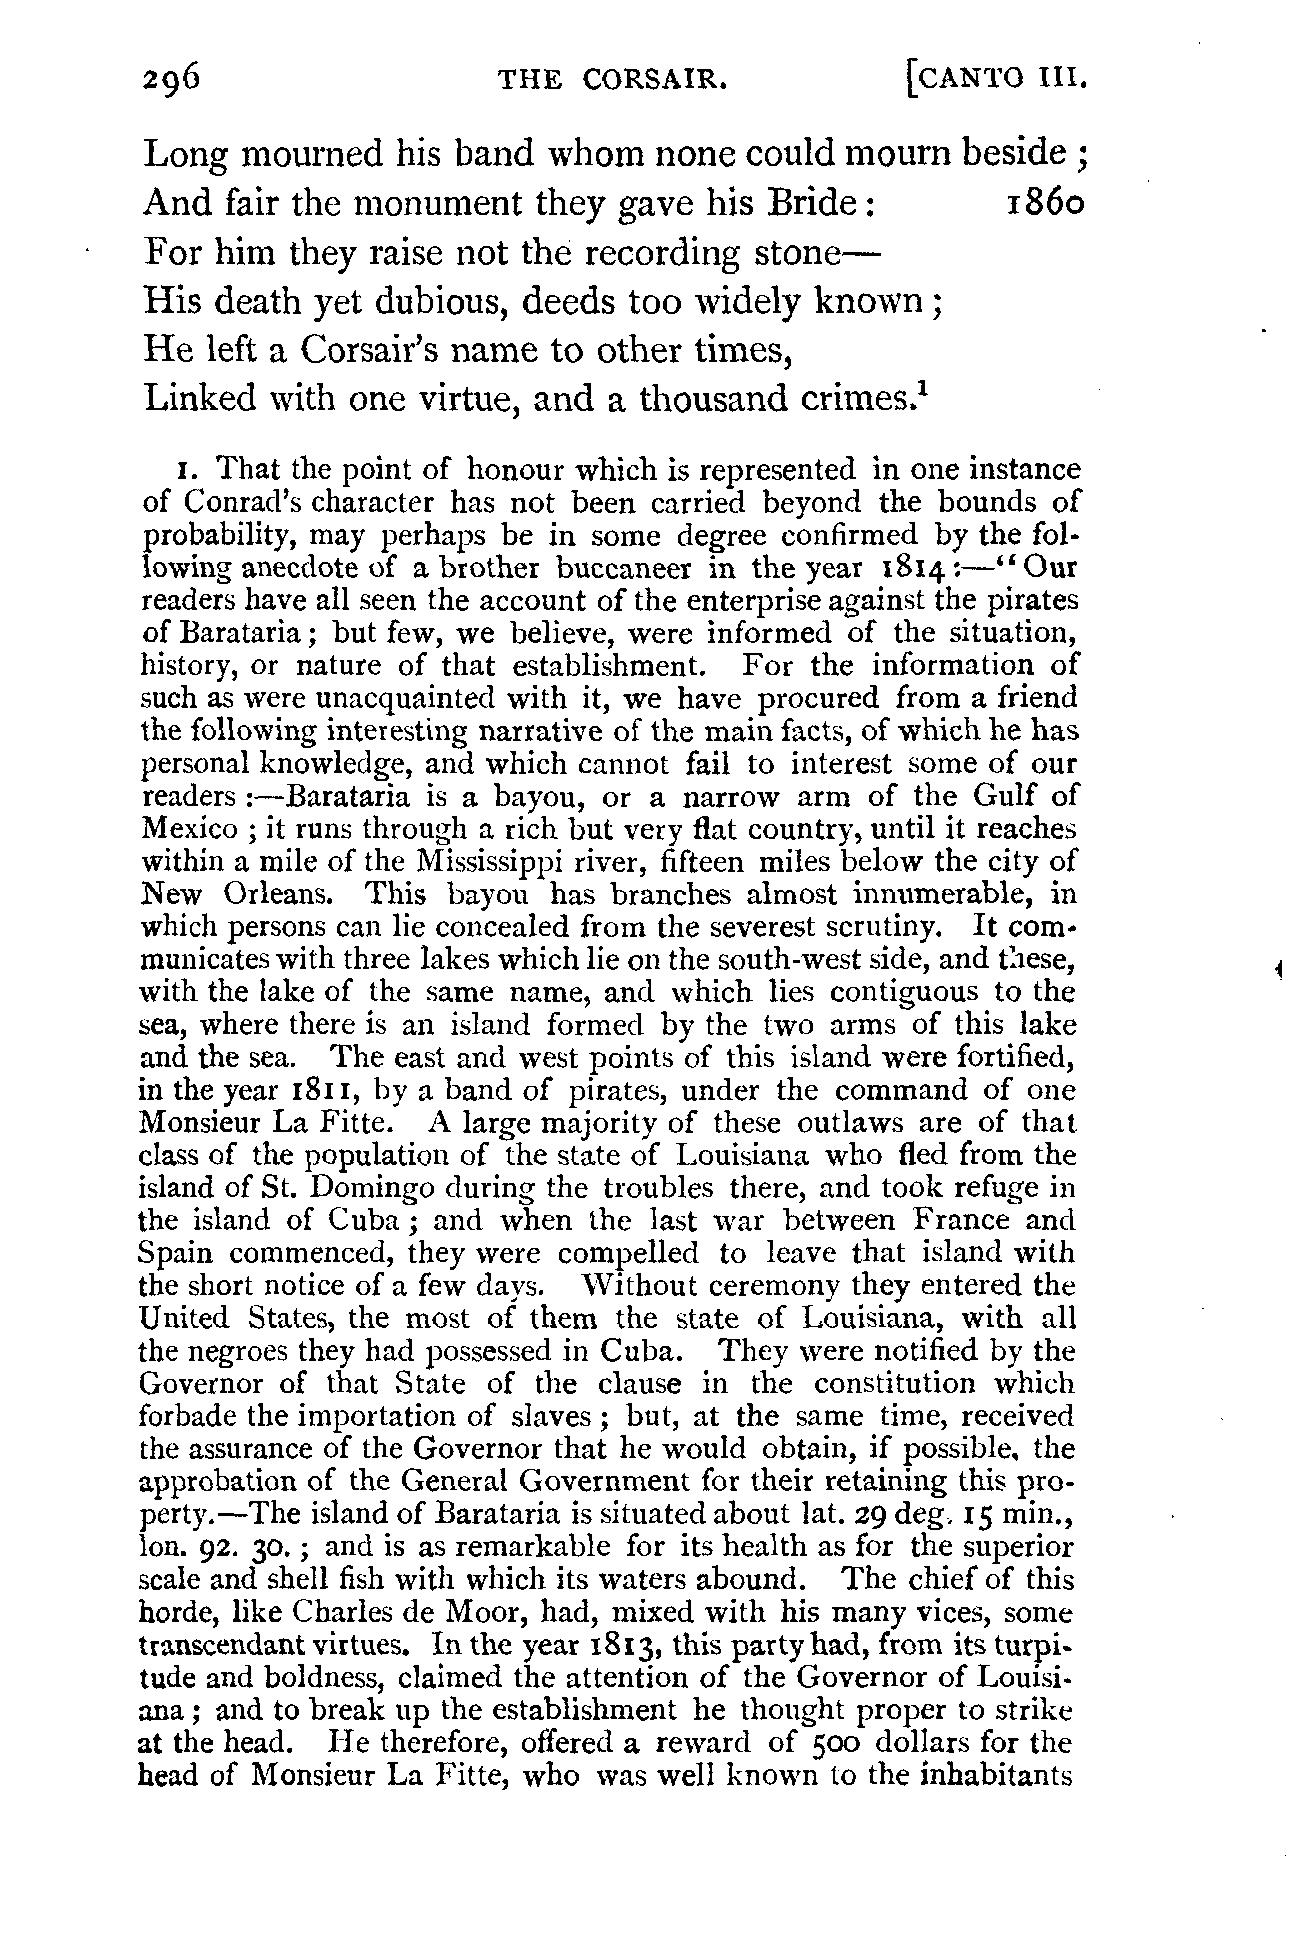 296 THE CORSAIR. [CANTO III.
Long mourned his band whom none could mourn beside ;
And fair the monument they gave his Bride : 1860
For him they raise not the recording stone—
His death yet dubious, deeds too widely known ;
He left a Corsair's name to other times,
Linked with one virtue, and a thousand crimes.¹
1. That the point of honour which is represented in one instance
of Conrad's character has not been carried beyond the bounds of
probability, may perhaps be in some degree confirmed by the fol-
lowing anecdote of a brother buccaneer in the year 1814 :—“Our
readers have all seen the account of the enterprise against the pirates
of Barataria ; but few, we believe, were informed of the situation,
history, or nature of that establishment. For the information of
such as were unacquainted with it, we have procured from a friend
the following interesting narrative of the main facts, of which he has
personal knowledge, and which cannot fail to interest some of our
readers :—Barataria is a bayou, or a narrow arm of the Gulf of
Mexico ; it runs through a rich but very flat country, until it reaches
within a mile of the Mississippi river, fifteen miles below the city of
New Orleans. This bayou has branches almost innumerable, in
which persons can lie concealed from the severest scrutiny. It com-
municates with three lakes which lie on the south-west side, and these,
with the lake of the same name, and which lies contiguous to the
sea, where there is an island formed by the two arms of this lake
and the sea. The east and west points of this island were fortified,
in the year 1811, by a band of pirates, under the command of one
Monsieur La Fitte. A large majority of these outlaws are of that
class of the population of the state of Louisiana who fled from the
island of St. Domingo during the troubles there, and took refuge in
the island of Cuba ; and when the last war between France and
Spain commenced, they were compelled to leave that island with
the short notice of a few days. Without ceremony they entered the
United States, the most of them the state of Louisiana, with all
the negroes they had possessed in Cuba. They were notified by the
Governor of that State of the clause in the constitution which
forbade the importation of slaves ; but, at the same time, received
the assurance of the Governor that he would obtain, if possible, the
approbation of the General Government for their retaining this pro-
perty.—The island of Barataria is situated about lat. 29 deg. 15 min.,
lon. 92. 30. ; and is as remarkable for its health as for the superior
scale and shell fish with which its waters abound. The chief of this
horde, like Charles de Moor, had, mixed with his many vices, some
transcendant virtues. In the year 1813, this party had, from its turpi-
tude and boldness, claimed the attention of the Governor of Louisi-
ana ; and to break up the establishment he thought proper to strike
at the head. He therefore, offered a reward of 500 dollars for the
head of Monsieur La Fitte, who was well known to the inhabitants